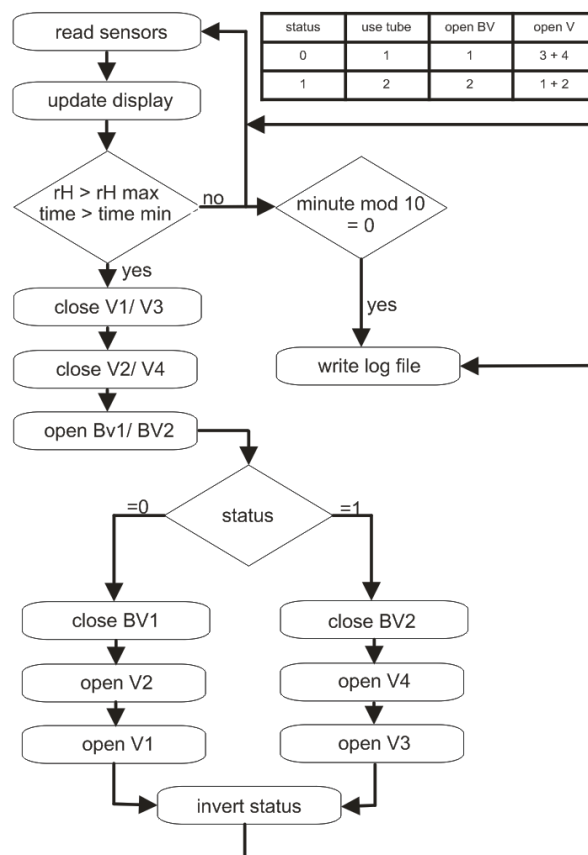 read sensors
update display
rH > rH max
time > time min
no
yes
minute mod 10
= 0
yes
write log file
close V1/ V3
close V2/ V4
open Bv1/ BV2
status
=0
=1
close BV1
open V2
open V1
close BV2
open V4
open V3
invert status
status use tube open BV open V
0 1 1 3 + 4
1 2 2 1 + 2